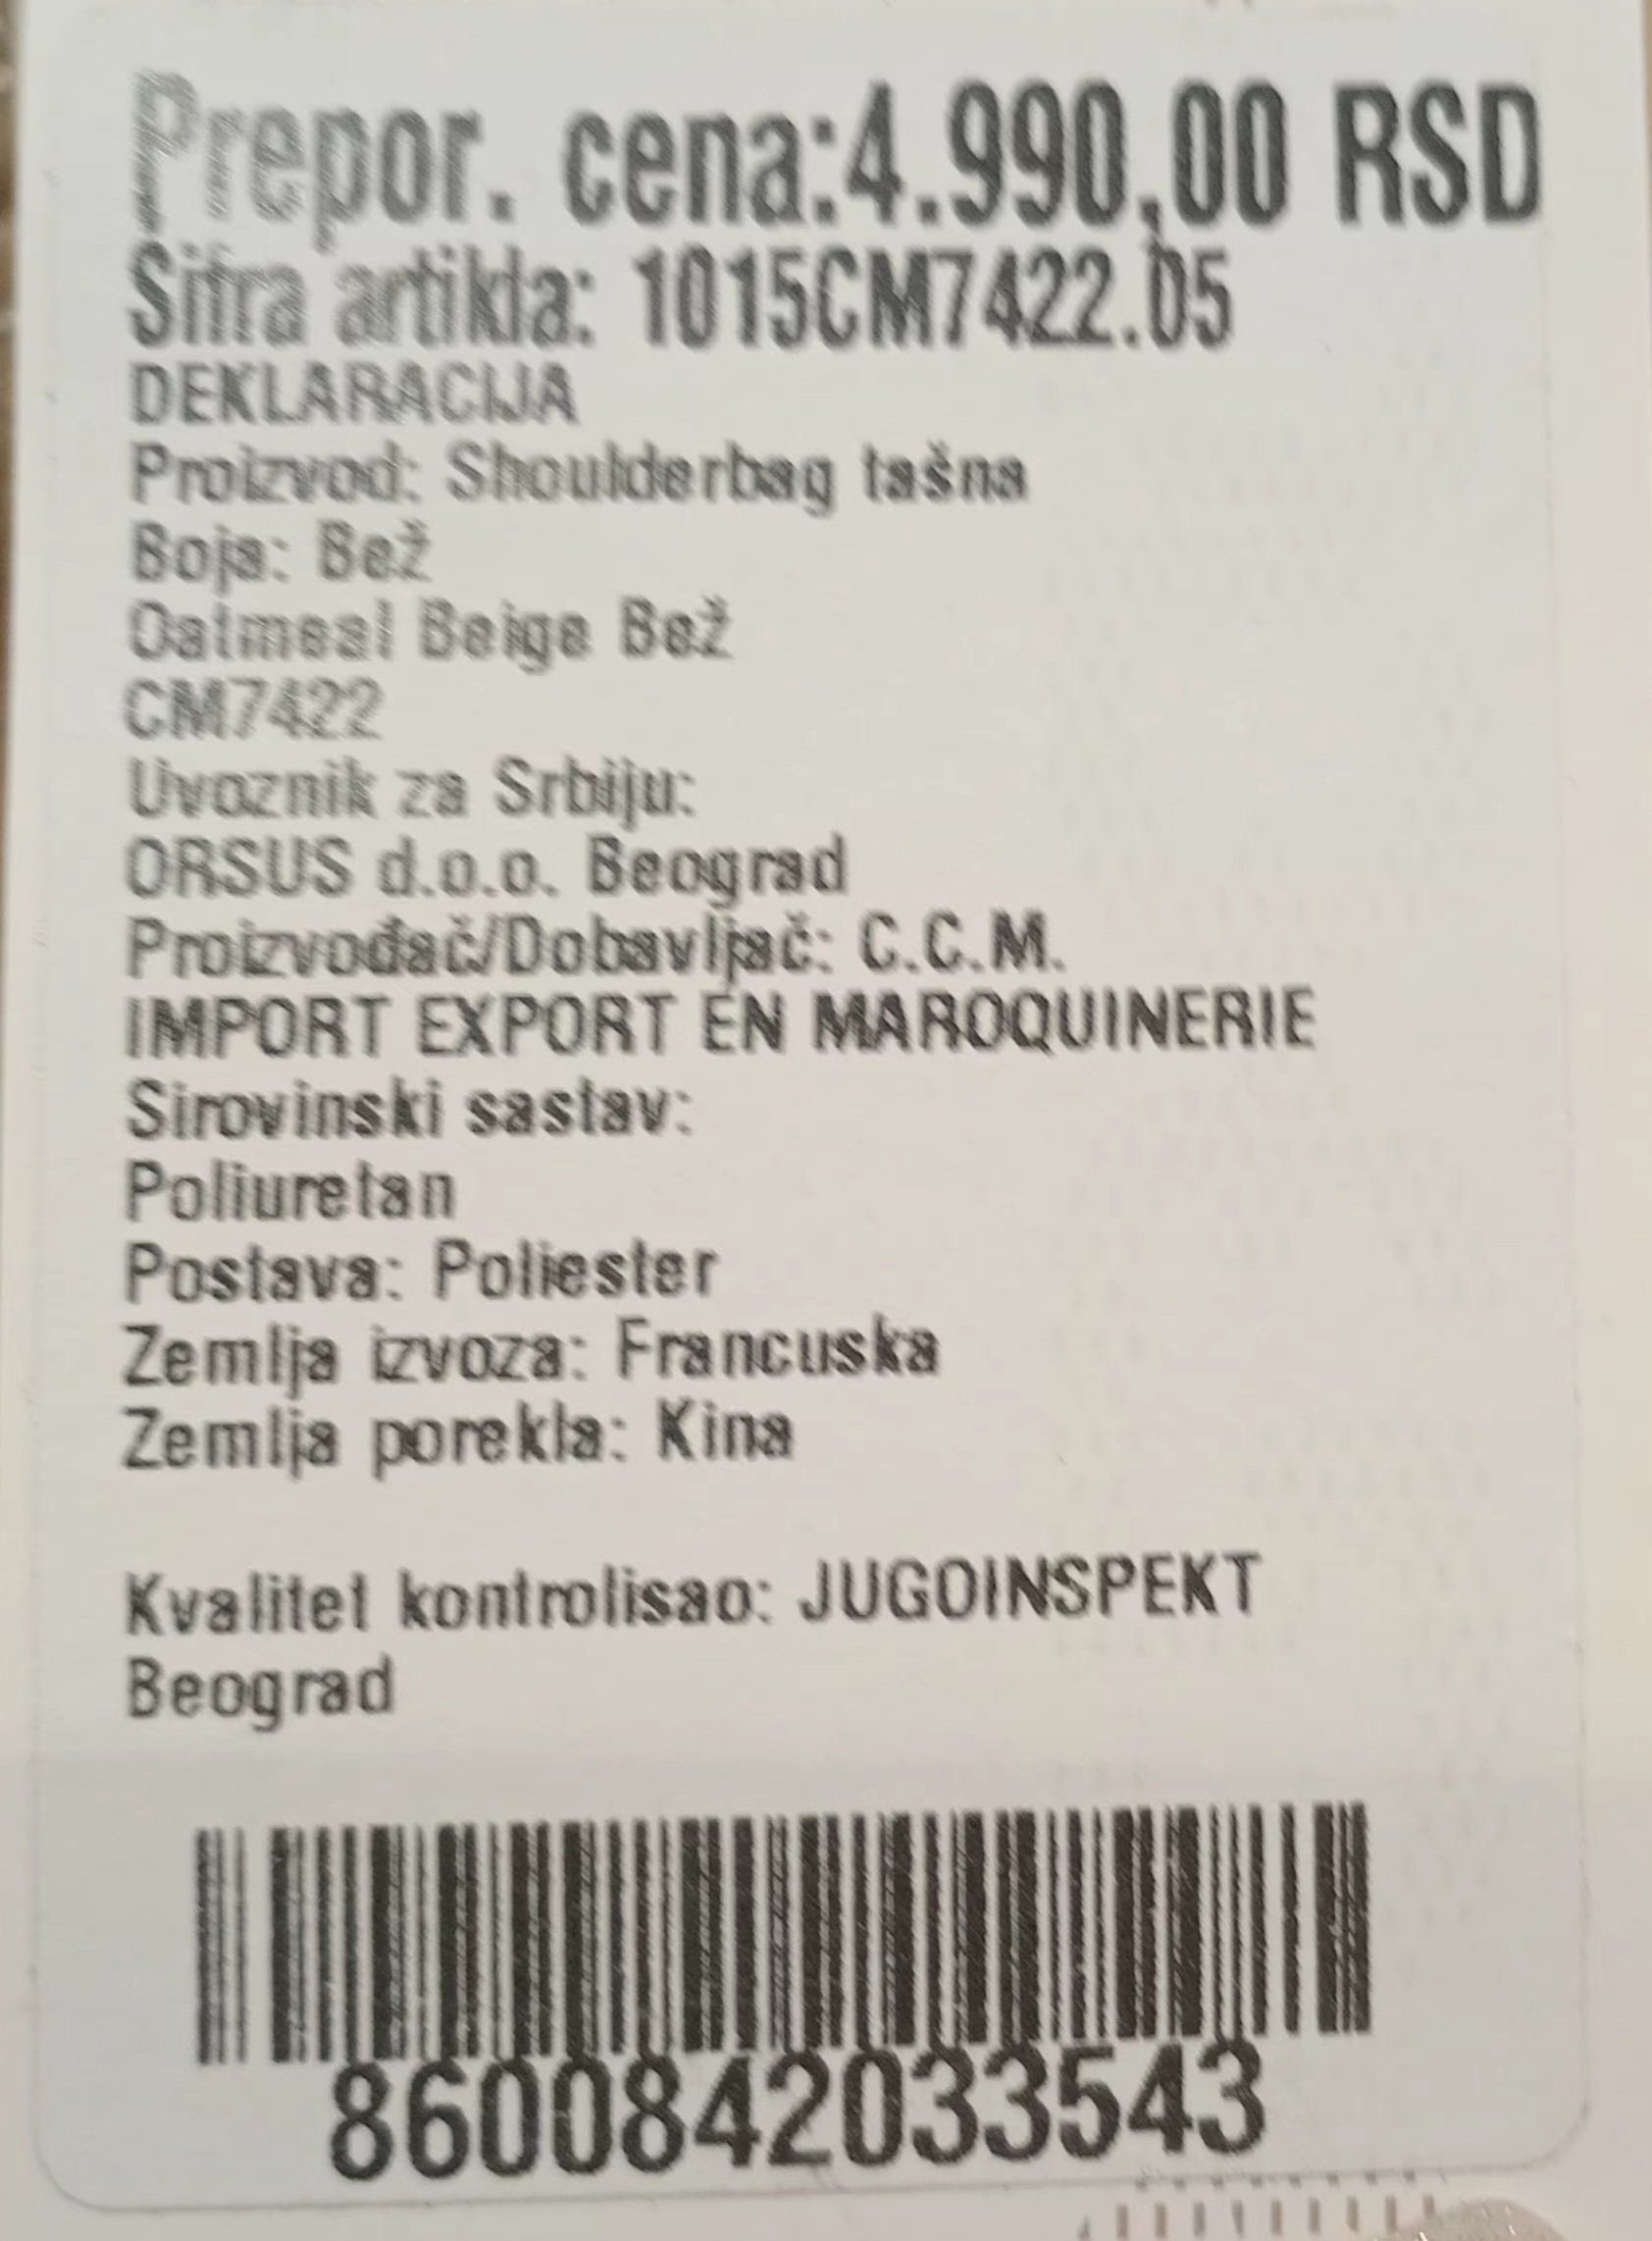 Prepor. cena:4.990,00 RSD
Šifra artikla: 1015CM7422.05
DEKLARACIJA
Proizvod: Shoulderbag tašna
Boja: Bež
Oatmeal Beige Bež
CM7422
Uvoznik za Srbiju:
ORSUS d.o.o. Beograd
Proizvođač/Dobavljač: C.C.M.
IMPORT EXPORT EN MAROQUINERIE
Sirovinski sastav:
Poliuretan
Postava: Poliester
Zemlja izvoza: Francuska
Zemlja porekla: Kina
Kvalitet kontrolisao: JUGOINSPEKT
Beograd
8600842033543